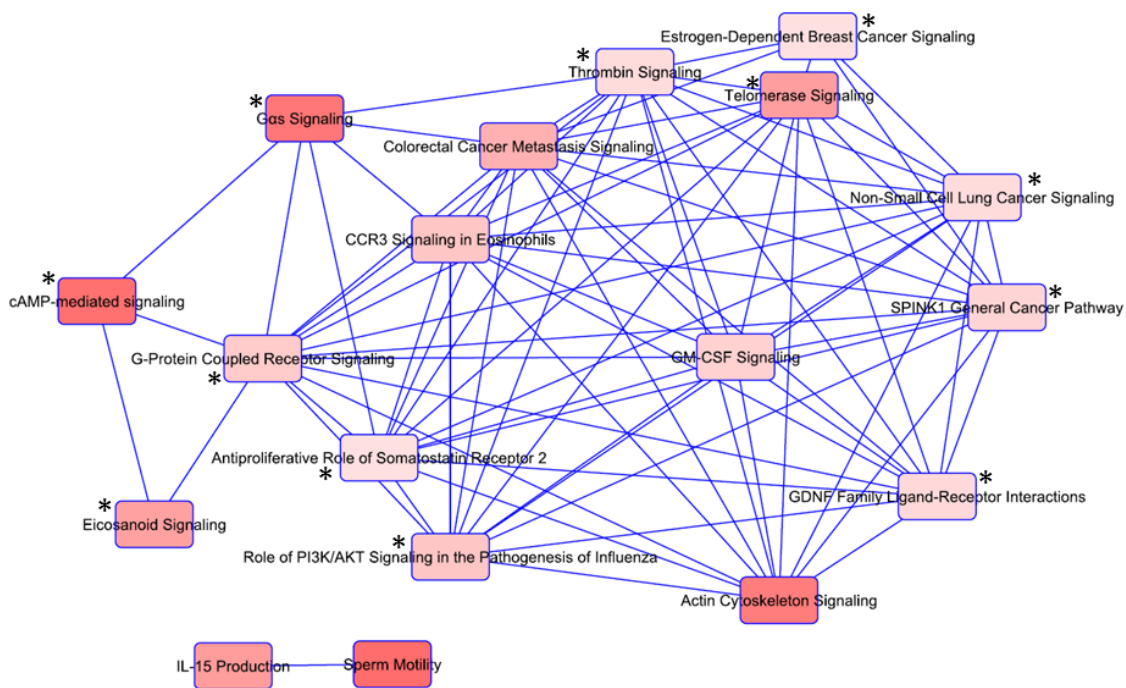 *
Estrogen-Dependent Breast Cancer Signaling
*
Thrombin Signaling
*
Telomerase Signaling
*
Gαs Signaling
Colorectal Cancer Metastasis Signaling
*
Non-Small Cell Lung Cancer Signaling
CCR3 Signaling in Eosinophils
*
cAMP-mediated signaling
*
SPINK1 General Cancer Pathway
G-Protein Coupled Receptor Signaling
*
GM-CSF Signaling
Antiproliferative Role of Somatostatin Receptor 2
*
*
GDNF Family Ligand-Receptor Interactions
*
Eicosanoid Signaling
*
Role of PI3K/AKT Signaling in the Pathogenesis of Influenza
Actin Cytoskeleton Signaling
IL-15 Production
Sperm Motility